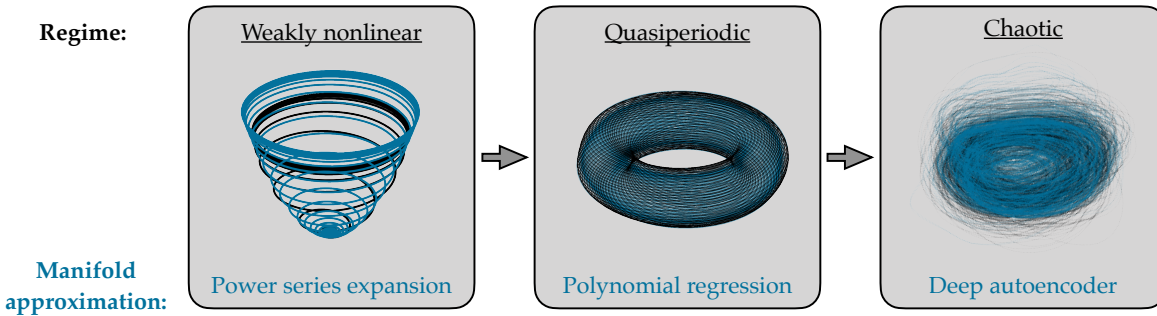 Regime:
Weakly nonlinear
Quasiperiodic
Chaotic
Manifold
approximation:
Power series expansion
Polynomial regression
Deep autoencoder